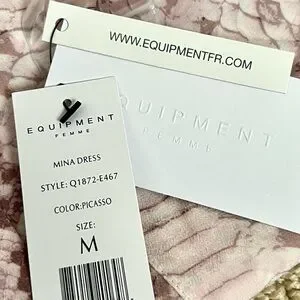 WWW.EQUIPMENTFR.COM
EQUIPMENT
FEMME
EQUIPMENT
FEMME
MINA DRESS
STYLE: Q1872-E467
COLOR:PICASSO
SIZE:
M